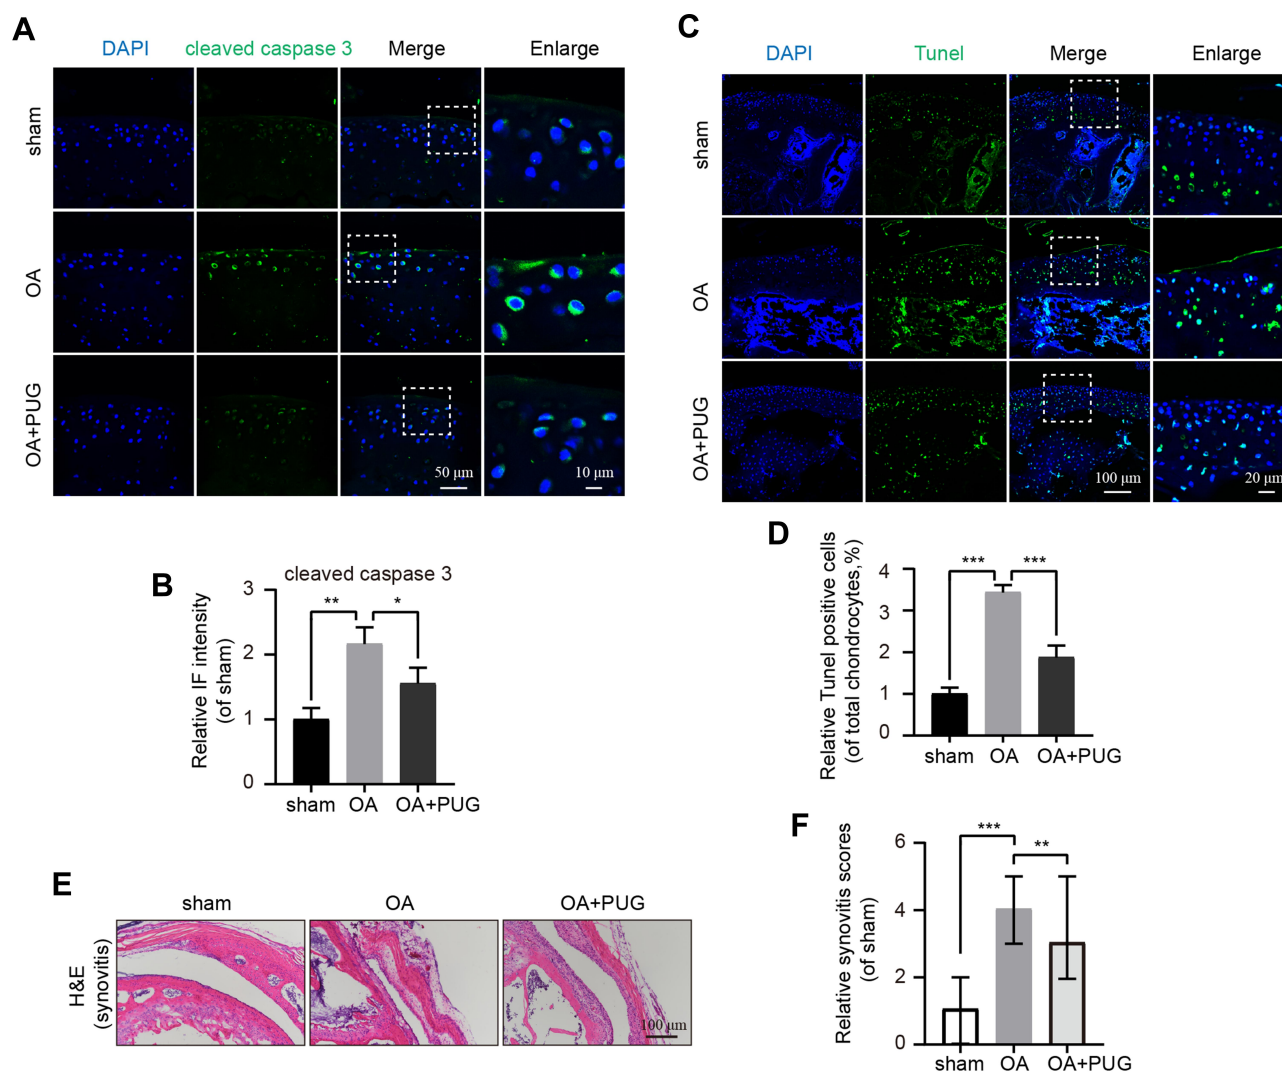 A
DAPI cleaved caspase 3 Merge Enlarge
sham
OA
OA+PUG
50 μm
10 μm
C
DAPI Tunel Merge Enlarge
sham
OA
OA+PUG
100 μm
20 μm
B
cleaved caspase 3
Relative IF intensity
(of sham)
3
2
1
0
** *
sham OA OA+PUG
D
Relative Tunel positive cells
(of total chondrocytes,%)
4
3
2
1
0
*** ***
sham OA OA+PUG
E
sham OA OA+PUG
H&E
(synovitis)
100 μm
F
Relative synovitis scores
(of sham)
6
4
2
0
***
**
sham OA OA+PUG